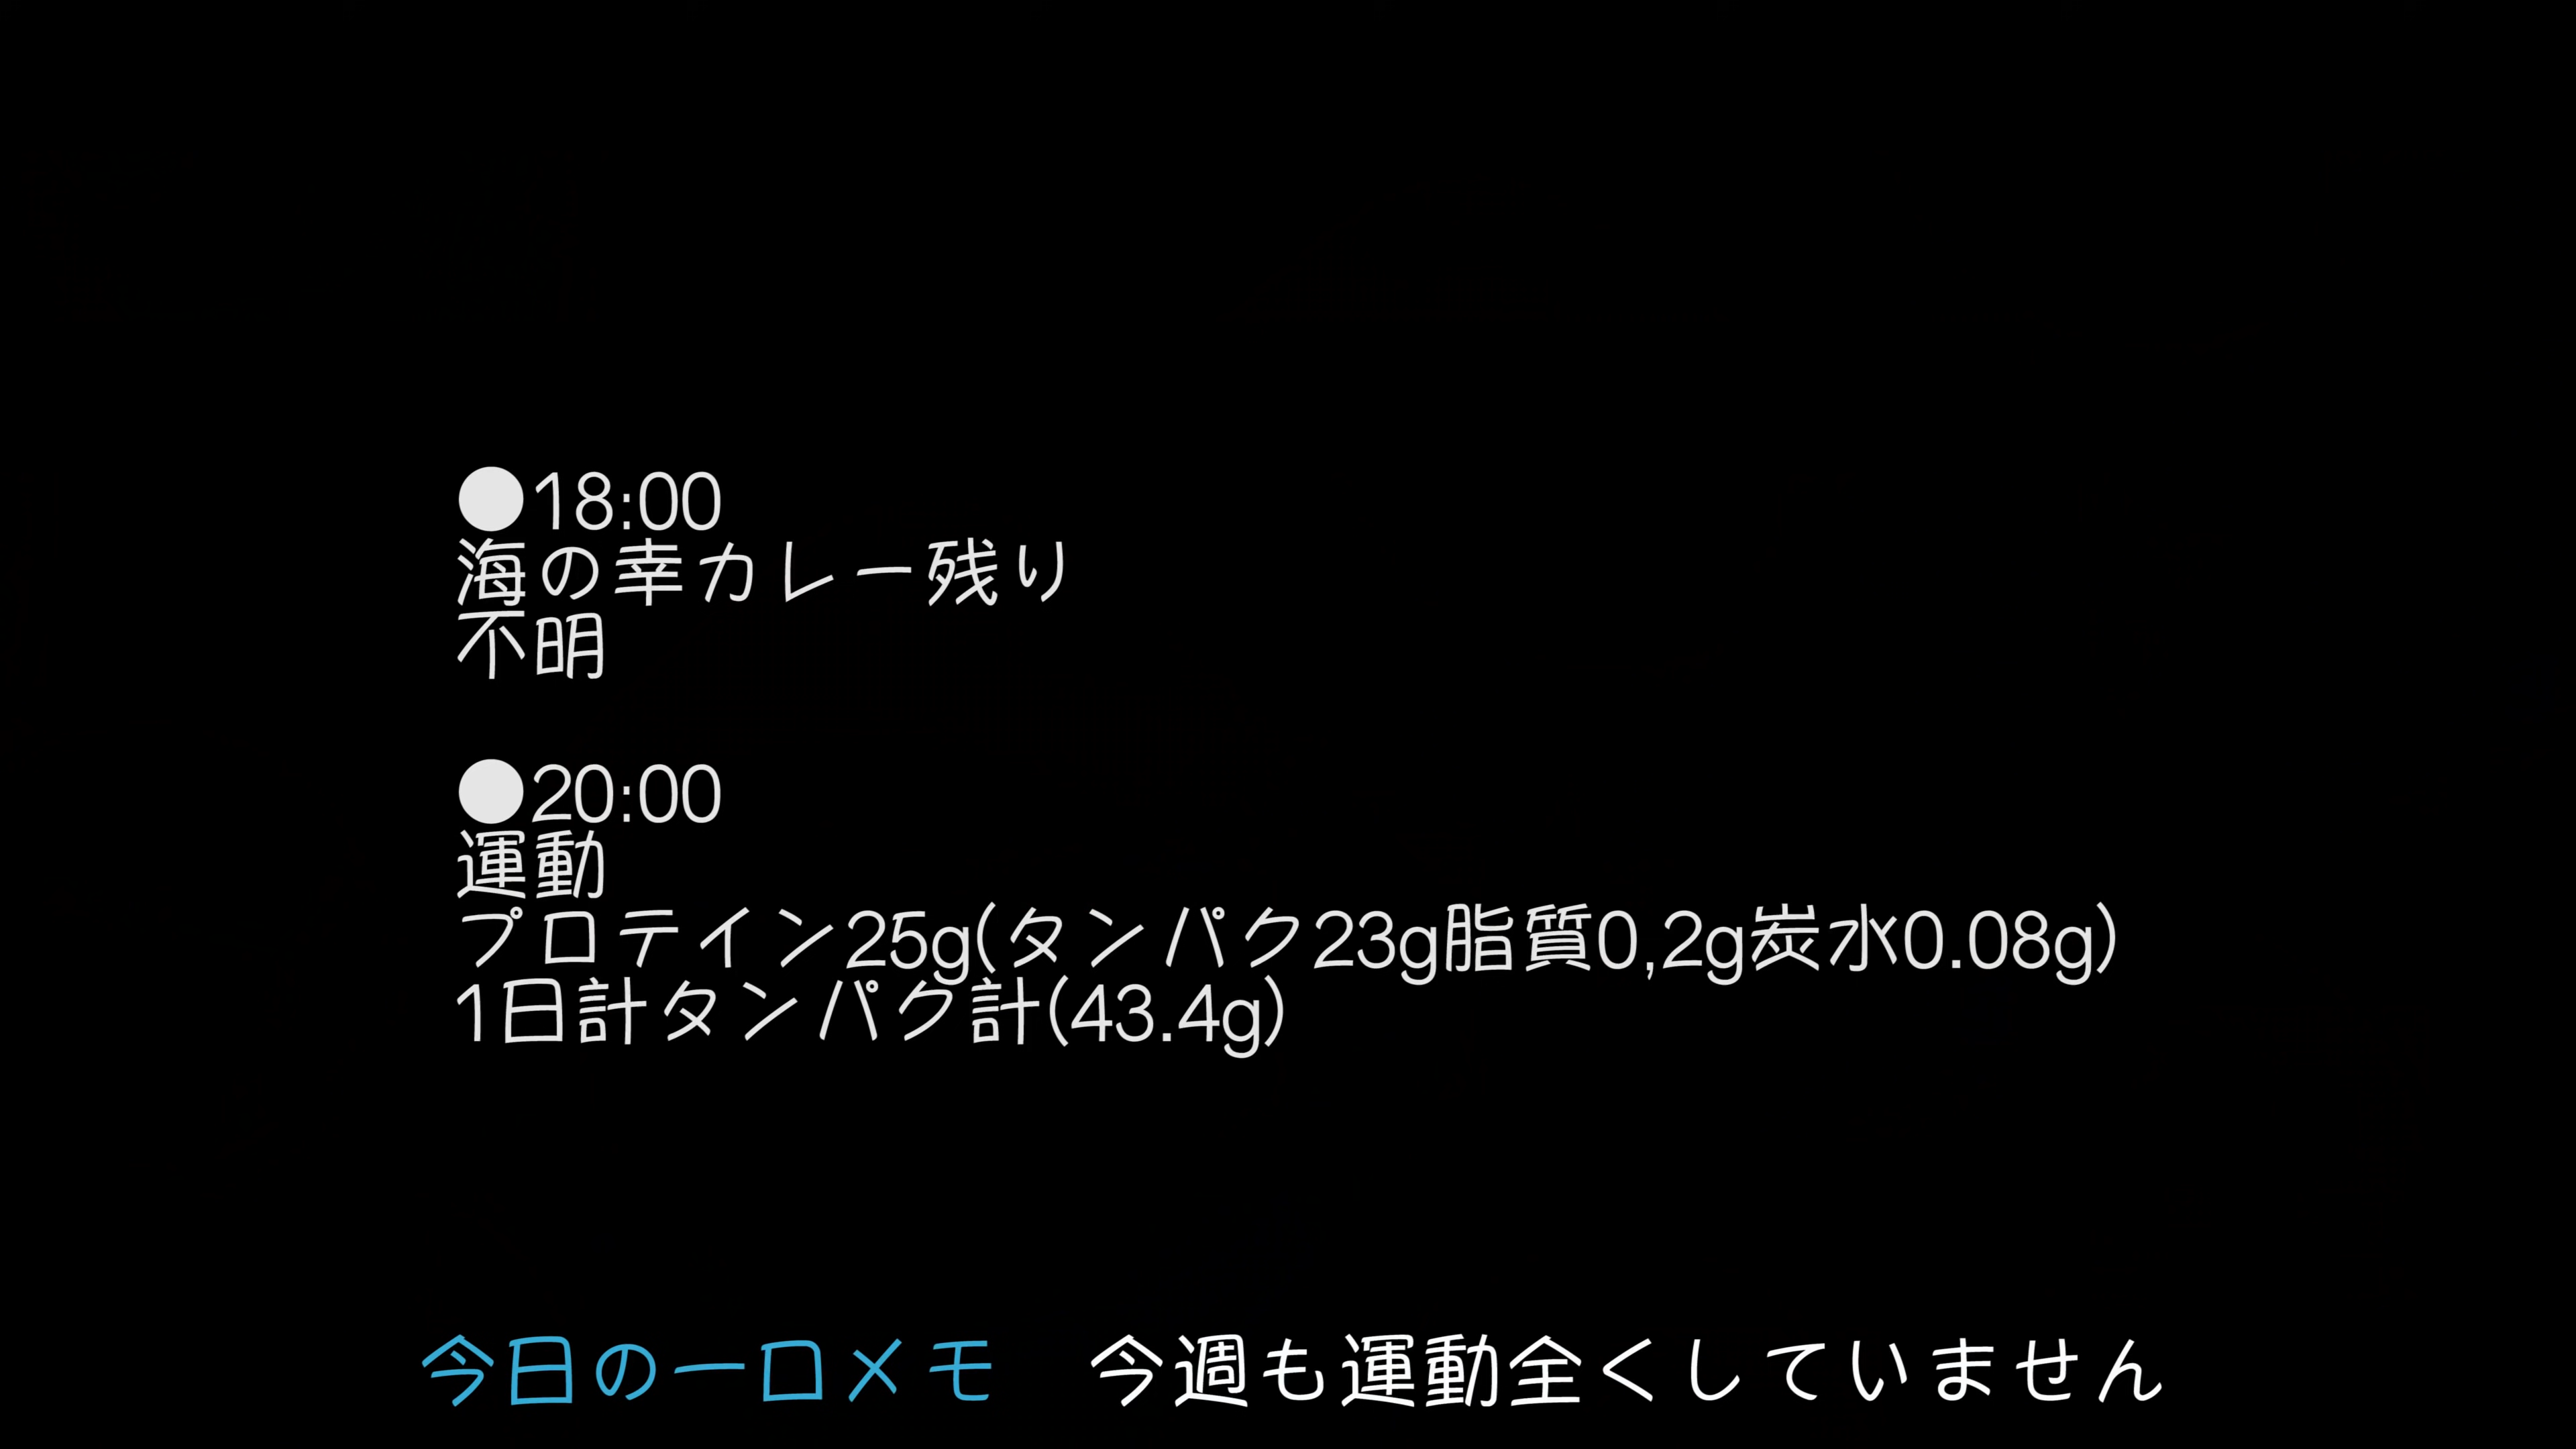 ●18:00
海の幸カレー残り
不明
●20:00
運動
プロテイン25g(タンパク23g脂質0,2g炭水0.08g)
1日計タンパク計(43.4g)
今日の一口メモ　今週も運動全くしていません